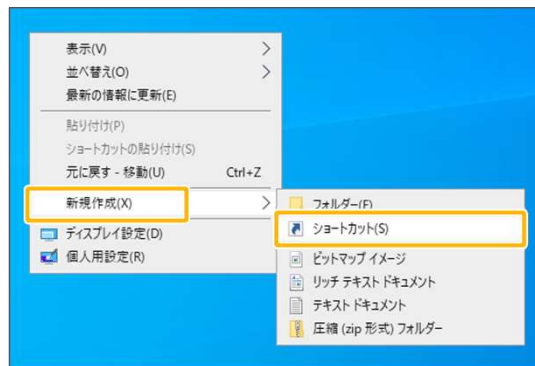 表示(V)
並べ替え(O)
最新の情報に更新(E)
貼り付け(P)
ショートカットの貼り付け(S)
元に戻す - 移動(U) Ctrl+Z
新規作成(X)
ディスプレイ設定(D)
個人用設定(R)
フォルダー(F)
ショートカット(S)
ビットマップ イメージ
リッチ テキスト ドキュメント
テキスト ドキュメント
圧縮 (zip 形式) フォルダー